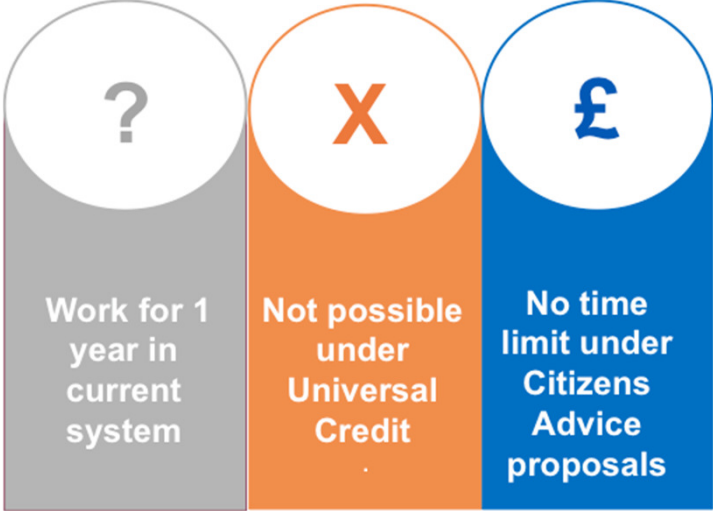 ?
Work for 1
year in
current
system
X
Not possible
under
Universal
Credit
.
£
No time
limit under
Citizens
Advice
proposals